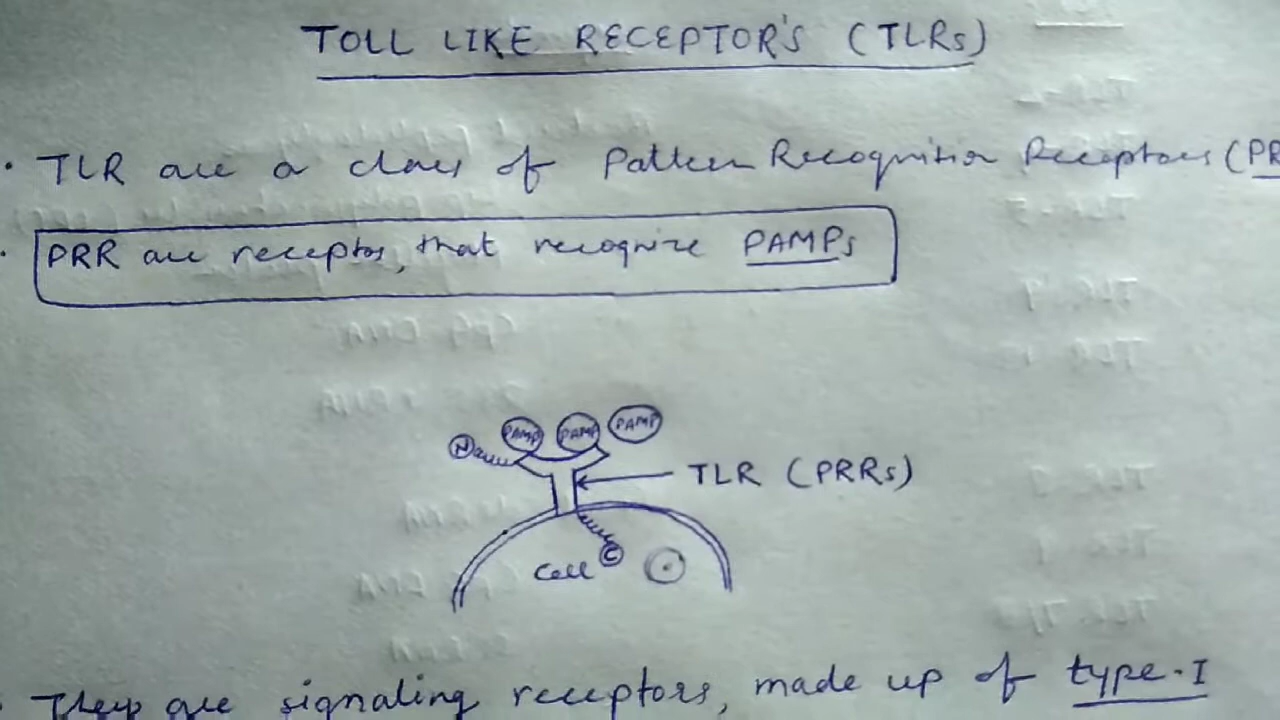 TOLL LIKE RECEPTOR'S (TLRs)
• TLR are a class of Pattern Recognition Receptors (PR
• PRR are receptos, that recognize PAMPs
PAMP PAMP PAMP
N
TLR (PRRs)
Cell C
• They are signaling receptors, made up of type-I